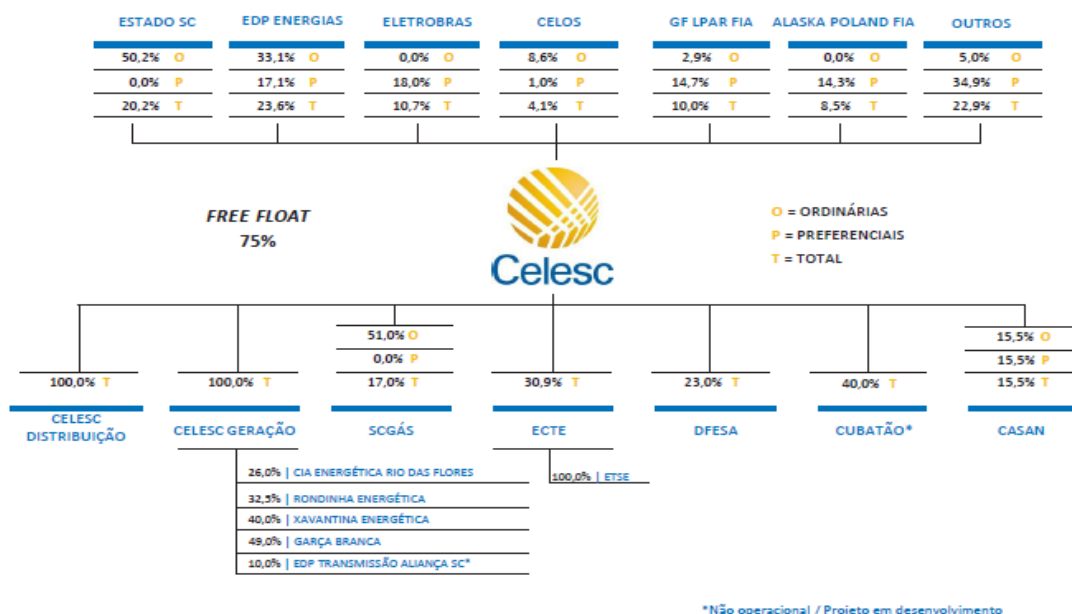 ESTADO SC EDP ENERGIAS ELETROBRAS CELOS GF LPAR FIA ALASKA POLAND FIA OUTROS
50,2% O 33,1% O 0,0% O 8,6% O 2,9% O 0,0% O 5,0% O
0,0% P 17,1% P 18,0% P 1,0% P 14,7% P 14,3% P 34,9% P
20,2% T 23,6% T 10,7% T 4,1% T 10,0% T 8,5% T 22,9% T
FREE FLOAT
75%
Celesc
O = ORDINÁRIAS
P = PREFERENCIAIS
T = TOTAL
51,0% O 15,5% O
0,0% P 15,5% P
100,0% T 100,0% T 17,0% T 30,9% T 23,0% T 40,0% T 15,5% T
CELESC
DISTRIBUIÇÃO CELESC GERAÇÃO SCGÁS ECTE DFESA CUBATÃO* CASAN
26,0% | CIA ENERGÉTICA RIO DAS FLORES
32,5% | RONDINHA ENERGÉTICA
40,0% | XAVANTINA ENERGÉTICA
49,0% | GARÇA BRANCA
10,0% | EDP TRANSMISSÃO ALIANÇA SC*
100,0% | ETSE
*Não operacional / Projeto em desenvolvimento